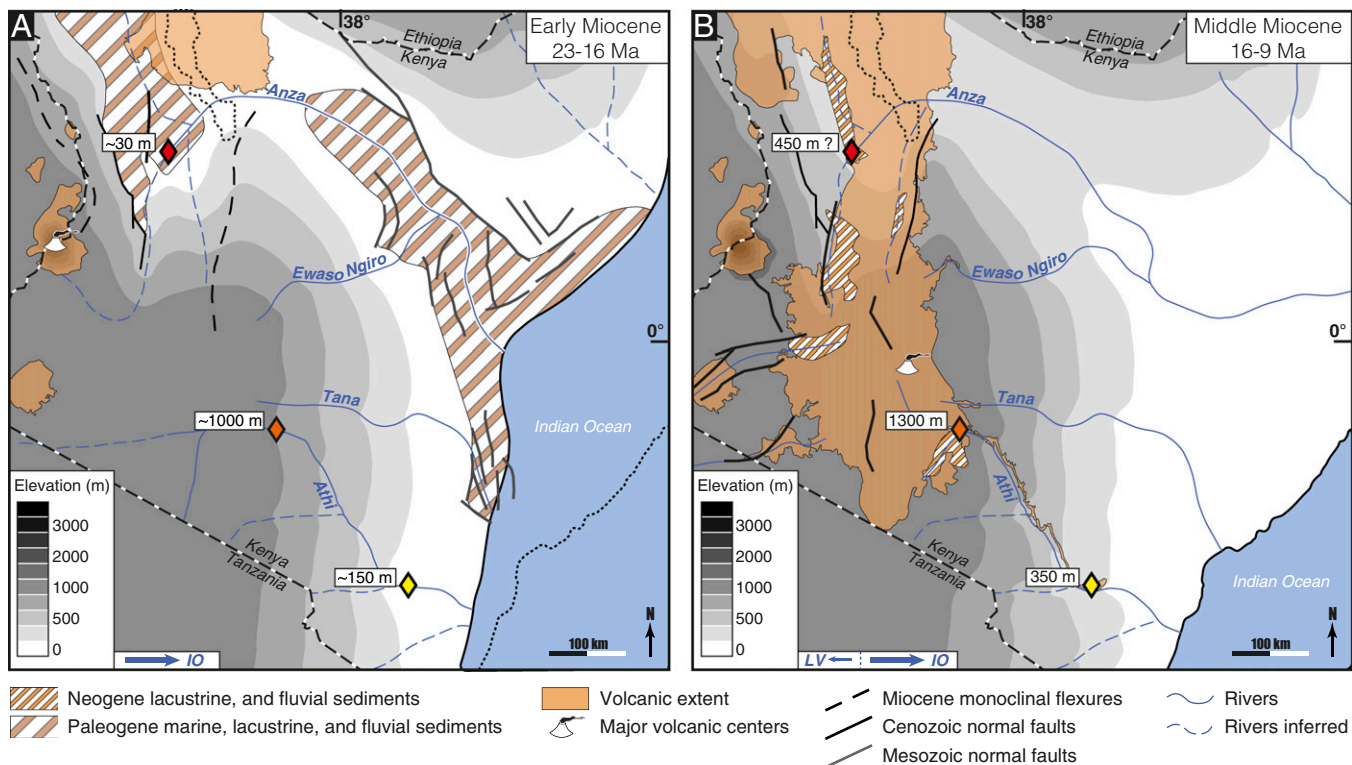 A
38°
Early Miocene
23-16 Ma
Ethiopia
Kenya
Anza
~30 m
Ewaso Ngiro
0°
Tana
~1000 m
Indian Ocean
Athi
Elevation (m)
3000
2000
1000
500
0
Kenya
Tanzania
~150 m
IO
100 km
N
B
38°
Middle Miocene
16-9 Ma
Ethiopia
Kenya
Anza
450 m ?
Ewaso Ngiro
0°
Tana
1300 m
Athi
Elevation (m)
3000
2000
1000
500
0
Kenya
Tanzania
350 m
Indian Ocean
LV
IO
100 km
N
Neogene lacustrine, and fluvial sediments
Paleogene marine, lacustrine, and fluvial sediments
Volcanic extent
Major volcanic centers
Miocene monoclinal flexures
Cenozoic normal faults
Mesozoic normal faults
Rivers
Rivers inferred